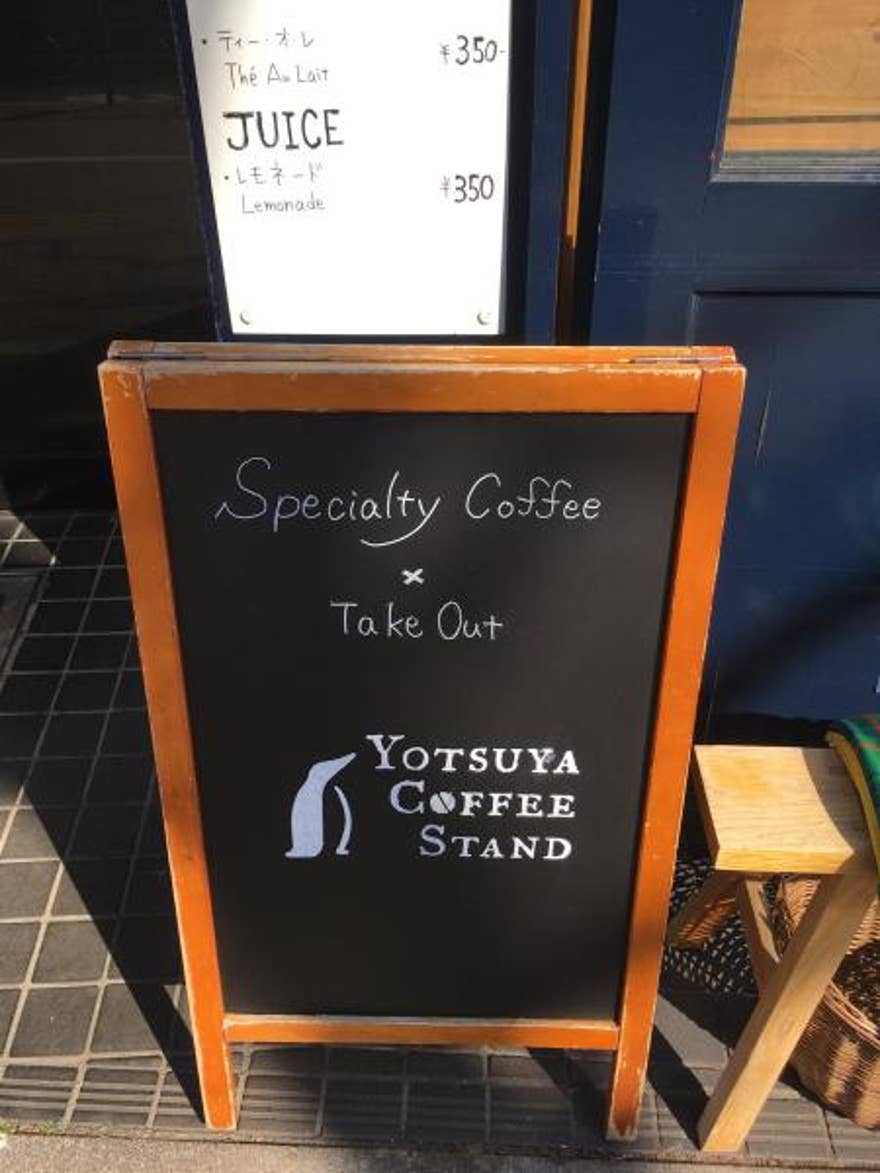 ・ティー・オ・レ ¥350-
Thé Au Lait
JUICE
・レモネード ¥350
Lemonade
Specialty Coffee
×
Take Out
YOTSUYA
COFFEE
STAND